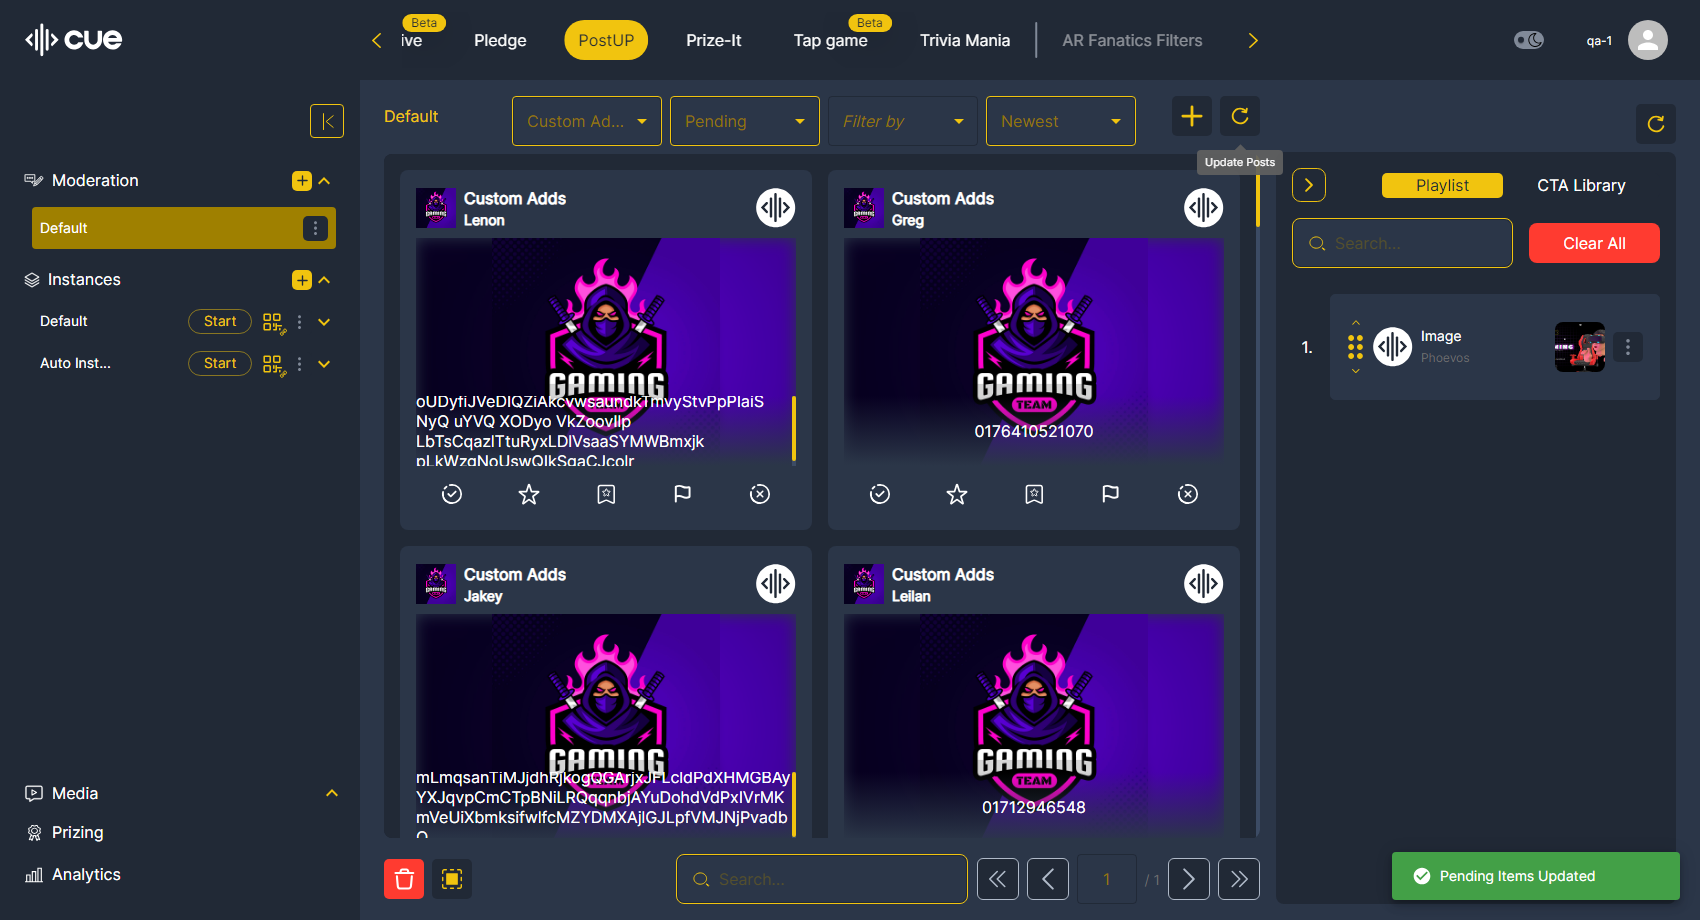 cue
Beta
Beta
ive
Pledge
PostUP
Prize-It
Tap game
Trivia Mania
AR Fanatics Filters
qa-1
Default
Custom Ad...
Pending
Filter by
Newest
Update Posts
Moderation
Default
Instances
Default
Start
Auto Inst...
Start
Media
Prizing
Analytics
Custom Adds
Lenon
GAMING
oUDyfiJVeDlQZiAkcvwsaundkTmvyStvPpPlaiS
NyQ uYVQ XODyo VkZoovllp
LbTsCqazlTtuRyxLDlVsaaSYMWBmxjk
pLkWzgNoUswQlkSgaCJcolr
Custom Adds
Greg
GAMING
TEAM
0176410521070
Custom Adds
Jakey
GAMING
mLmqsanTiMJjdhRjkogQGArjxJFLcldPdXHMGBAy
YXJqvpCmCTpBNiLRQqqnbjAYuDohdVdPxlVrMK
mVeUiXbmksifwlfcMZYDMXAjlGJLpfVMJNjPvadb
Custom Adds
Leilan
GAMING
TEAM
01712946548
Search...
1
/ 1
Playlist
CTA Library
Search...
Clear All
1.
Image
Phoevos
Pending Items Updated